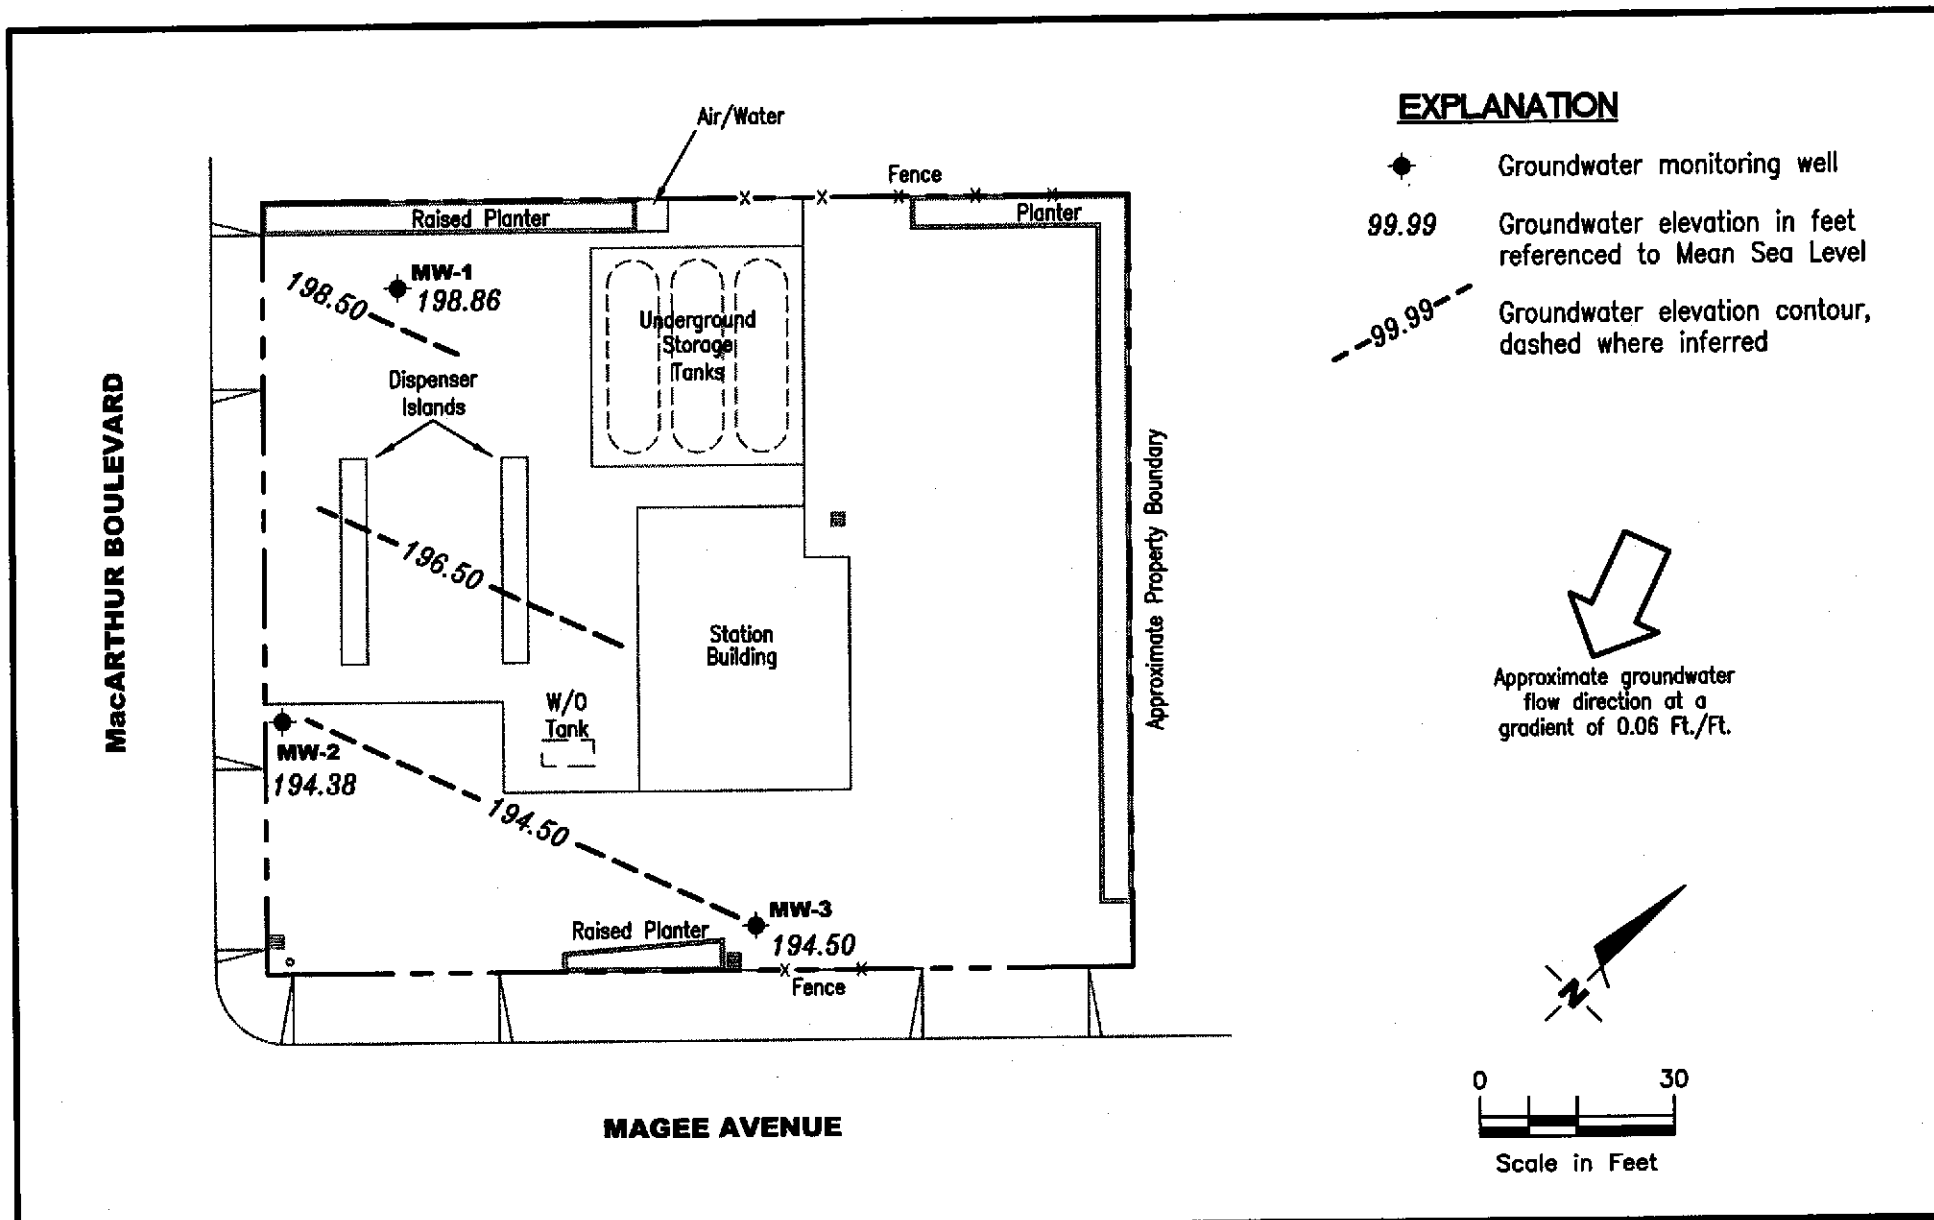 EXPLANATION
Groundwater monitoring well
99.99
Groundwater elevation in feet
referenced to Mean Sea Level
99.99
Groundwater elevation contour,
dashed where inferred
Air/Water
Fence
Raised Planter
Planter
MW-1
198.86
198.50
Underground
Storage
Tanks
Dispenser
Islands
MacARTHUR BOULEVARD
196.50
Station
Building
W/O
Tank
Approximate Property Boundary
MW-2
194.38
194.50
MW-3
194.50
Raised Planter
Fence
Approximate groundwater
flow direction at a
gradient of 0.06 Ft./Ft.
N
0 30
Scale in Feet
MAGEE AVENUE